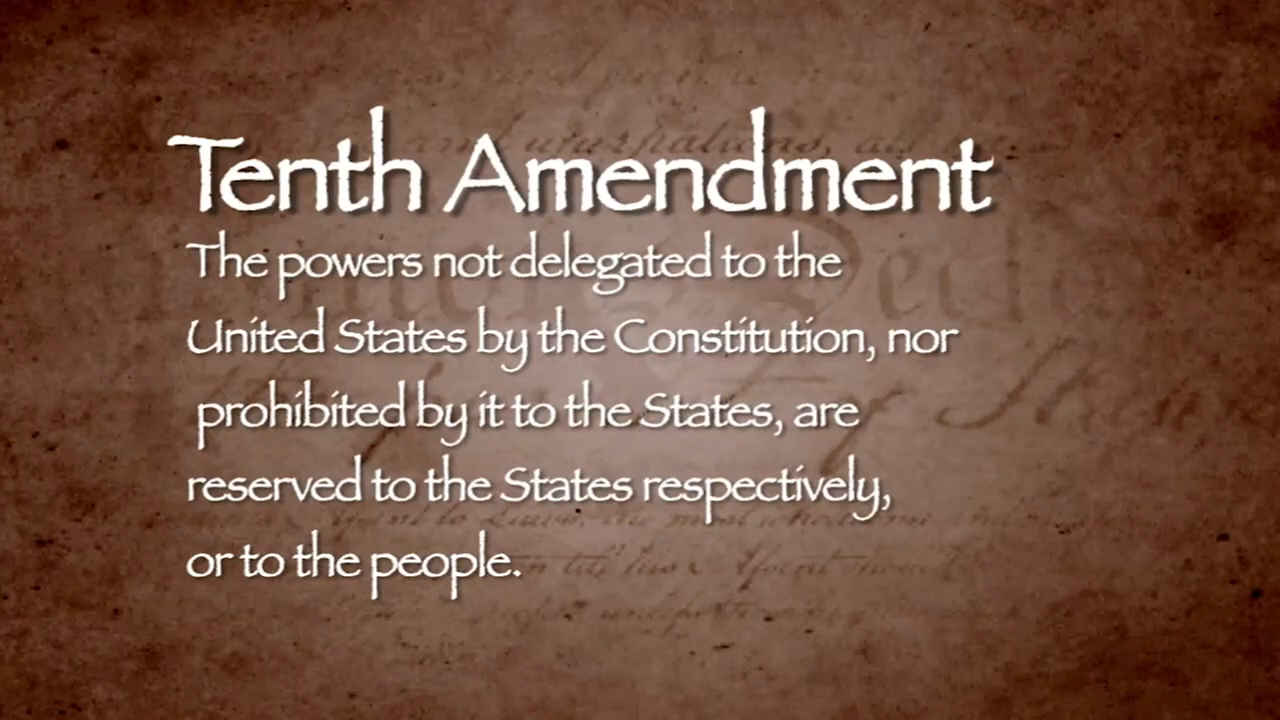 Tenth Amendment
The powers not delegated to the
United States by the Constitution, nor
prohibited by it to the States, are
reserved to the States respectively,
or to the people.